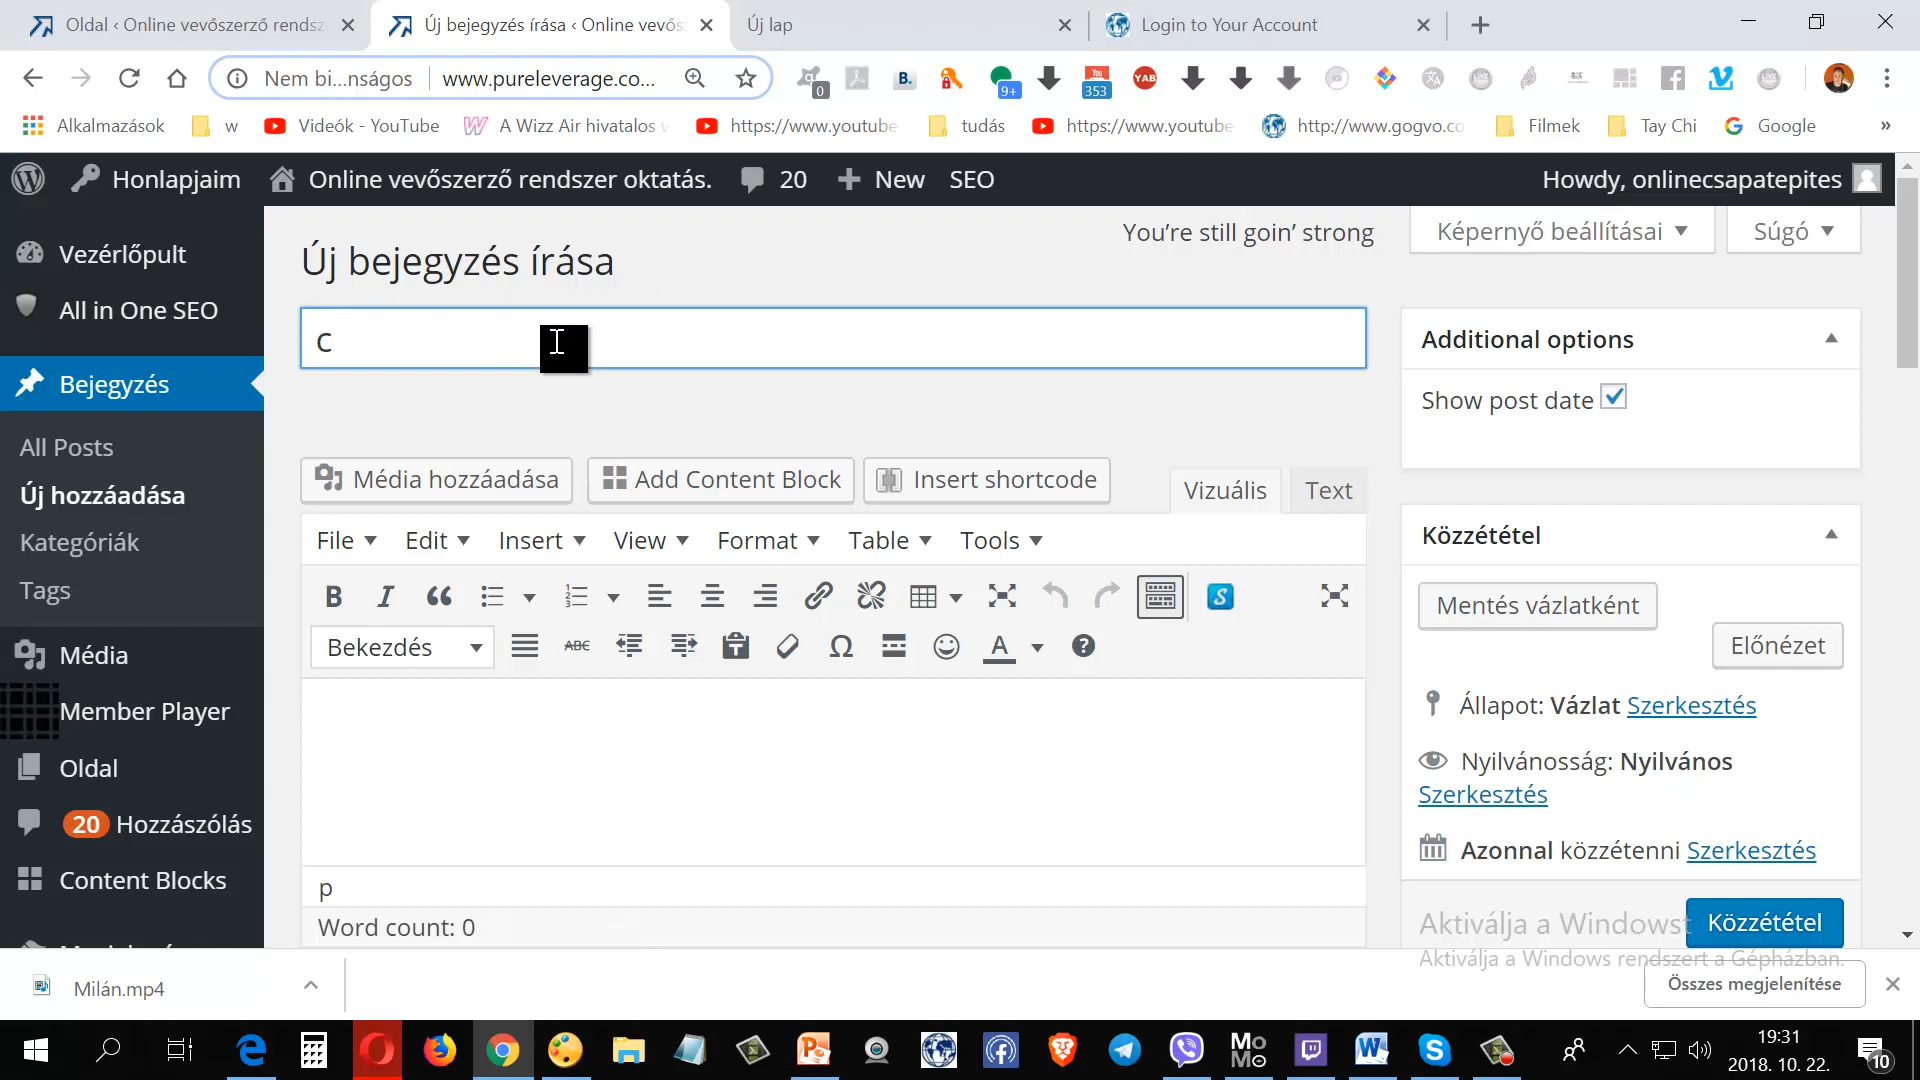 Oldal ‹ Online vevőszerző rendsz
Új bejegyzés írása ‹ Online vevős
Új lap
Login to Your Account
Nem bi...nságos
www.pureleverage.co...
0
B.
9+
You
353
YAB
Alkalmazások
w
Videók - YouTube
A Wizz Air hivatalos
https://www.youtube
tudás
https://www.youtube
http://www.gogvo.co
Filmek
Tay Chi
Google
»
Honlapjaim
Online vevőszerző rendszer oktatás.
20
New
SEO
Howdy, onlinecsapatepites
You’re still goin’ strong
Képernyő beállításai
Súgó
Vezérlőpult
All in One SEO
Bejegyzés
All Posts
Új hozzáadása
Kategóriák
Tags
Média
Member Player
Oldal
20 Hozzászólás
Content Blocks
Új bejegyzés írása
C
Média hozzáadása
Add Content Block
Insert shortcode
Vizuális
Text
File
Edit
Insert
View
Format
Table
Tools
Bekezdés
ABC
p
Word count: 0
Additional options
Show post date
Közzététel
Mentés vázlatként
Előnézet
Állapot: Vázlat Szerkesztés
Nyilvánosság: Nyilvános
Szerkesztés
Azonnal közzétenni Szerkesztés
Aktiválja a Windowst
Közzététel
Aktiválja a Windows rendszert a Gépházban.
Milán.mp4
Összes megjelenítése
19:31
2018. 10. 22.
10